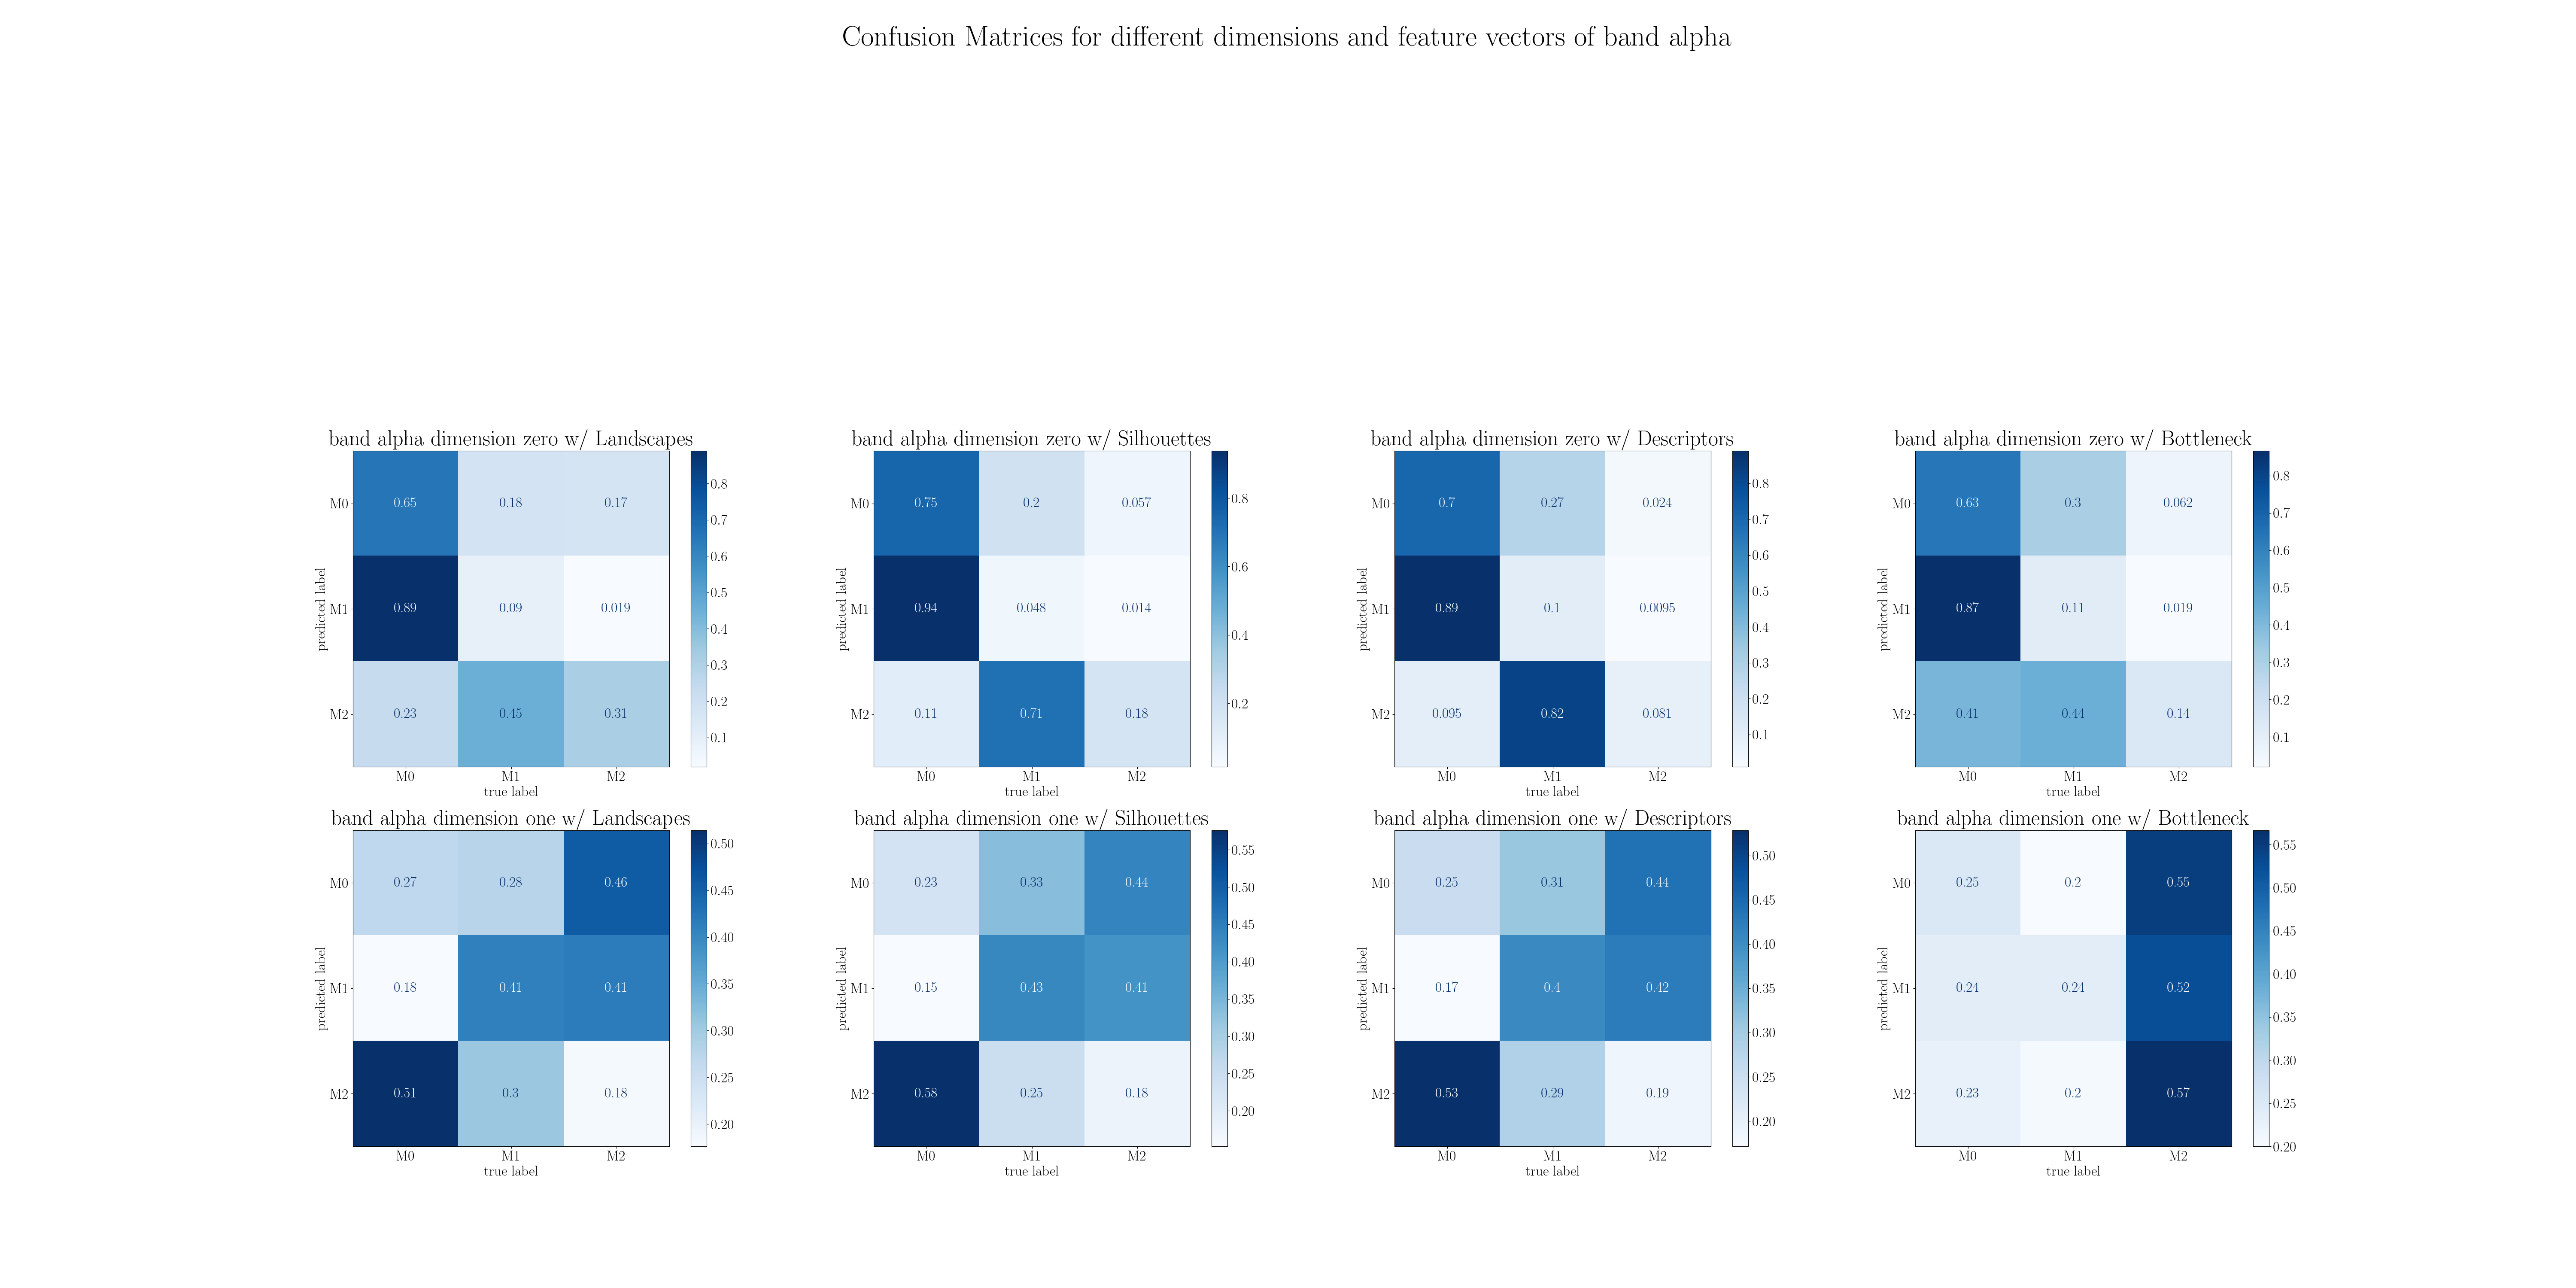 Confusion Matrices for different dimensions and feature vectors of band alpha
band alpha dimension zero w/ Landscapes
predicted label
M0
M1
M2
0.65 0.18 0.17
0.89 0.09 0.019
0.23 0.45 0.31
M0 M1 M2
true label
0.8
0.7
0.6
0.5
0.4
0.3
0.2
0.1
band alpha dimension zero w/ Silhouettes
predicted label
M0
M1
M2
0.75 0.2 0.057
0.94 0.048 0.014
0.11 0.71 0.18
M0 M1 M2
true label
0.8
0.6
0.4
0.2
band alpha dimension zero w/ Descriptors
predicted label
M0
M1
M2
0.7 0.27 0.024
0.89 0.1 0.0095
0.095 0.82 0.081
M0 M1 M2
true label
0.8
0.7
0.6
0.5
0.4
0.3
0.2
0.1
band alpha dimension zero w/ Bottleneck
predicted label
M0
M1
M2
0.63 0.3 0.062
0.87 0.11 0.019
0.41 0.44 0.14
M0 M1 M2
true label
0.8
0.7
0.6
0.5
0.4
0.3
0.2
0.1
band alpha dimension one w/ Landscapes
predicted label
M0
M1
M2
0.27 0.28 0.46
0.18 0.41 0.41
0.51 0.3 0.18
M0 M1 M2
true label
0.50
0.45
0.40
0.35
0.30
0.25
0.20
band alpha dimension one w/ Silhouettes
predicted label
M0
M1
M2
0.23 0.33 0.44
0.15 0.43 0.41
0.58 0.25 0.18
M0 M1 M2
true label
0.55
0.50
0.45
0.40
0.35
0.30
0.25
0.20
band alpha dimension one w/ Descriptors
predicted label
M0
M1
M2
0.25 0.31 0.44
0.17 0.4 0.42
0.53 0.29 0.19
M0 M1 M2
true label
0.50
0.45
0.40
0.35
0.30
0.25
0.20
band alpha dimension one w/ Bottleneck
predicted label
M0
M1
M2
0.25 0.2 0.55
0.24 0.24 0.52
0.23 0.2 0.57
M0 M1 M2
true label
0.55
0.50
0.45
0.40
0.35
0.30
0.25
0.20